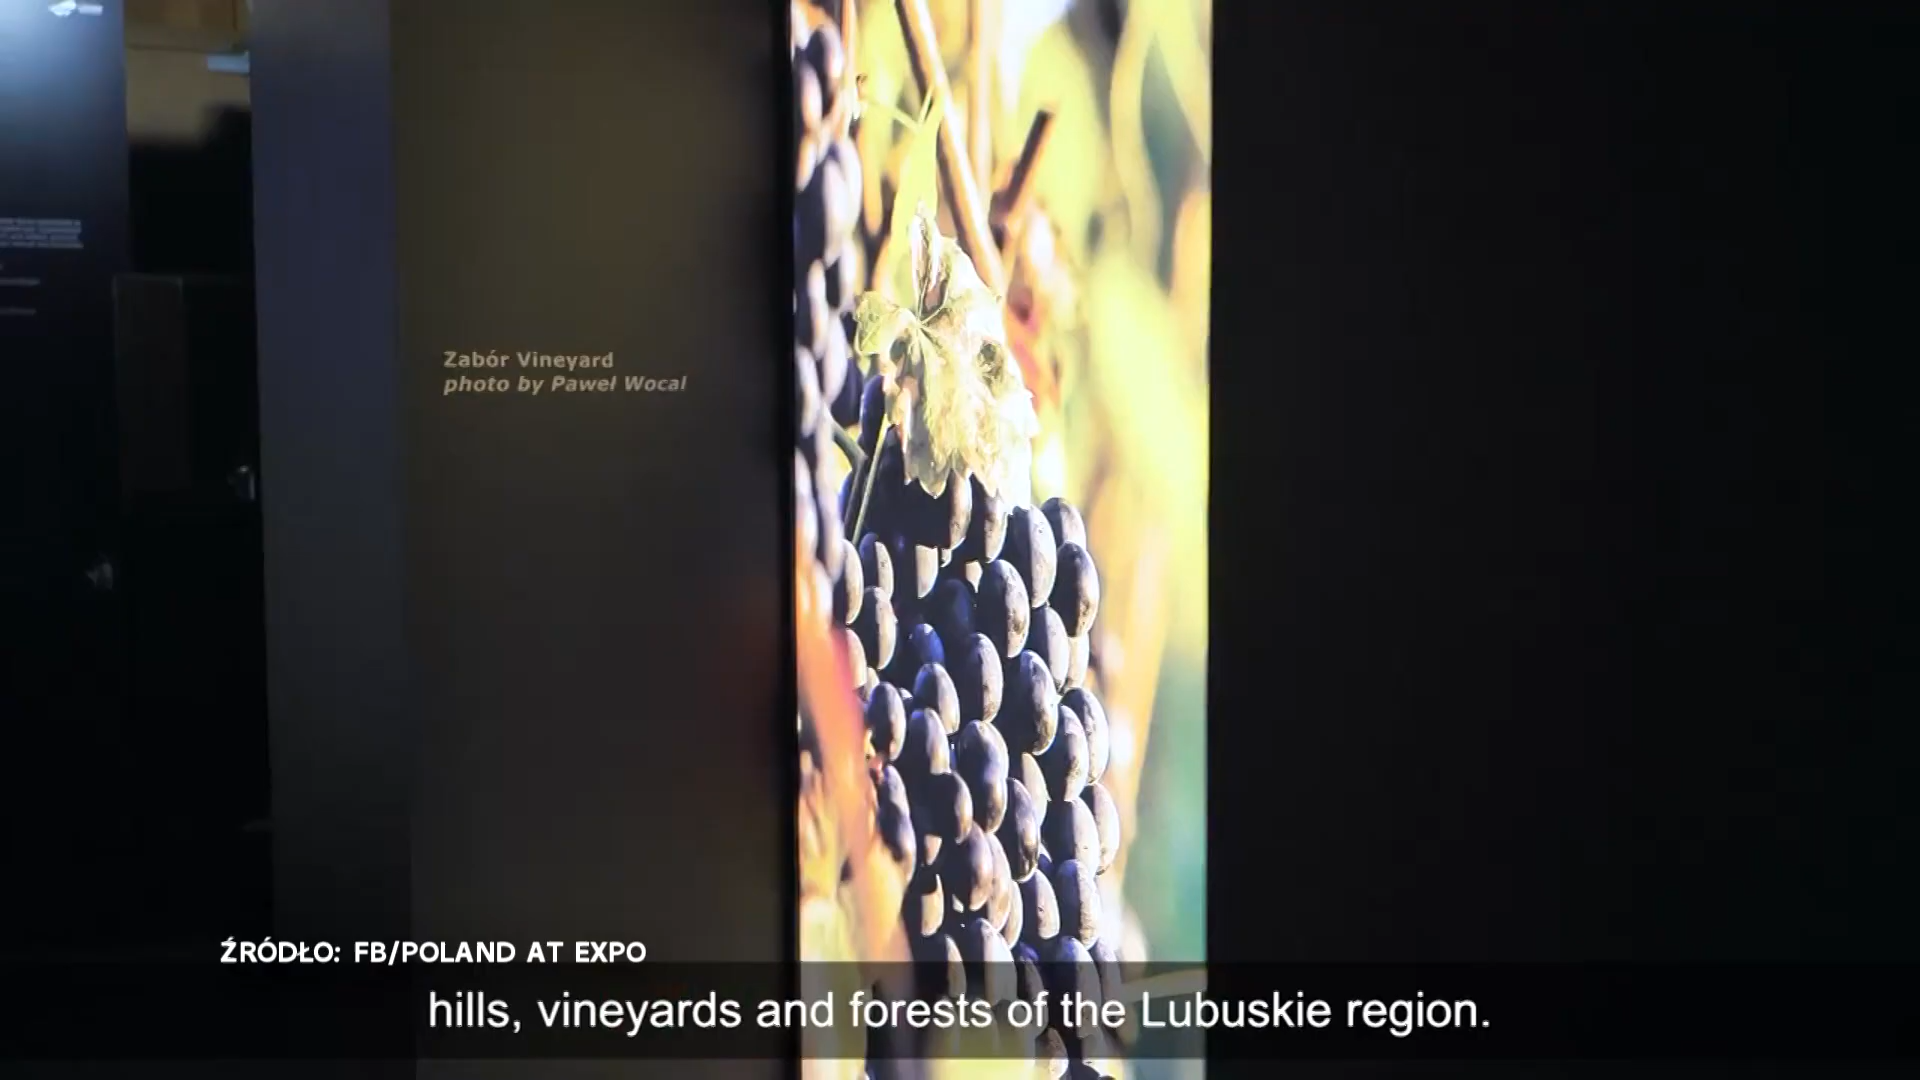 Zabór Vineyard
photo by Paweł Wocal
ŹRÓDŁO: FB/POLAND AT EXPO
hills, vineyards and forests of the Lubuskie region.